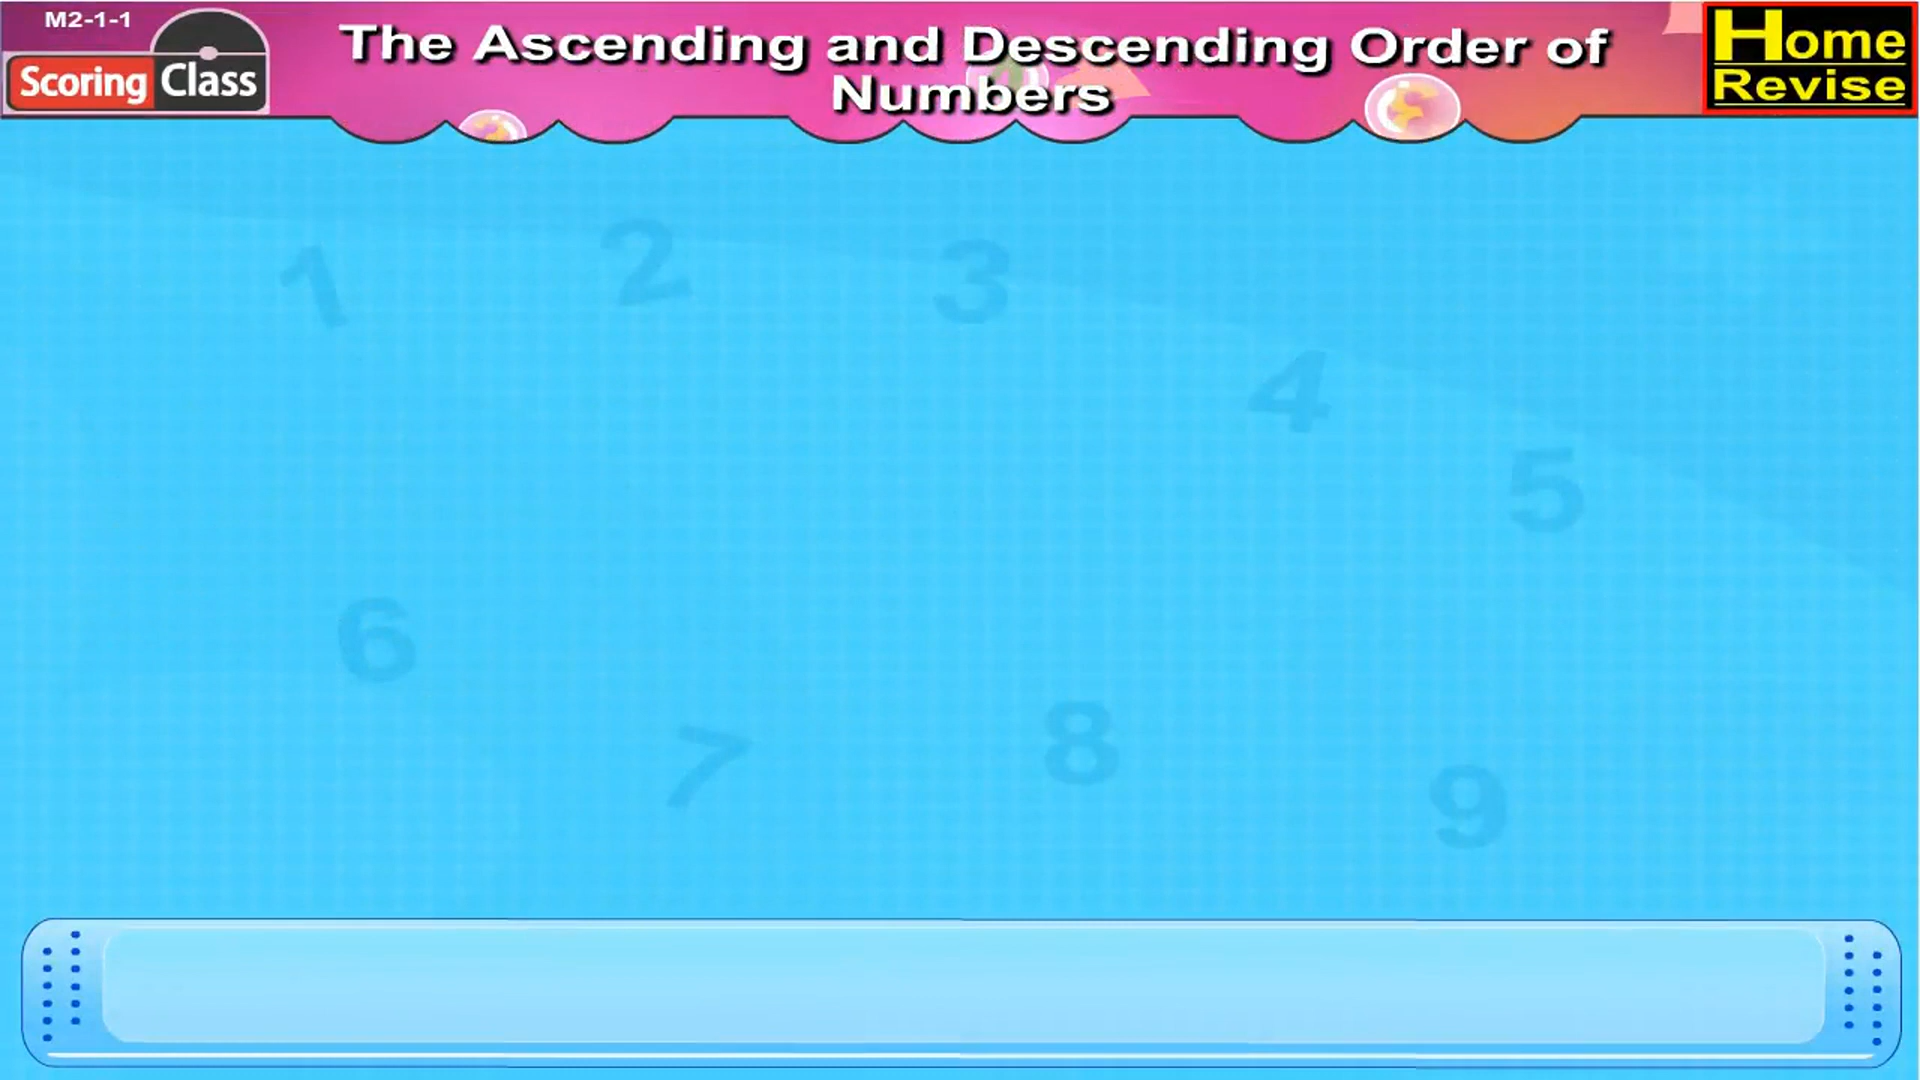 M2-1-1
Scoring Class
The Ascending and Descending Order of
Numbers
Home
Revise
1
2
3
4
5
6
7
8
9